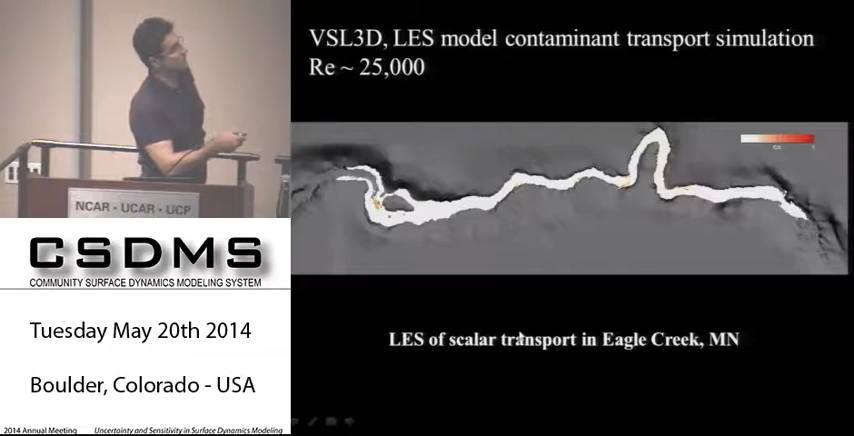 VSL3D, LES model contaminant transport simulation
Re ~ 25,000
NCAR - UCAR - UCP
CSDMS
COMMUNITY SURFACE DYNAMICS MODELING SYSTEM
LES of scalar transport in Eagle Creek, MN
Tuesday May 20th 2014
Boulder, Colorado - USA
2014 Annual Meeting
Uncertainty and Sensitivity in Surface Dynamics Modeling